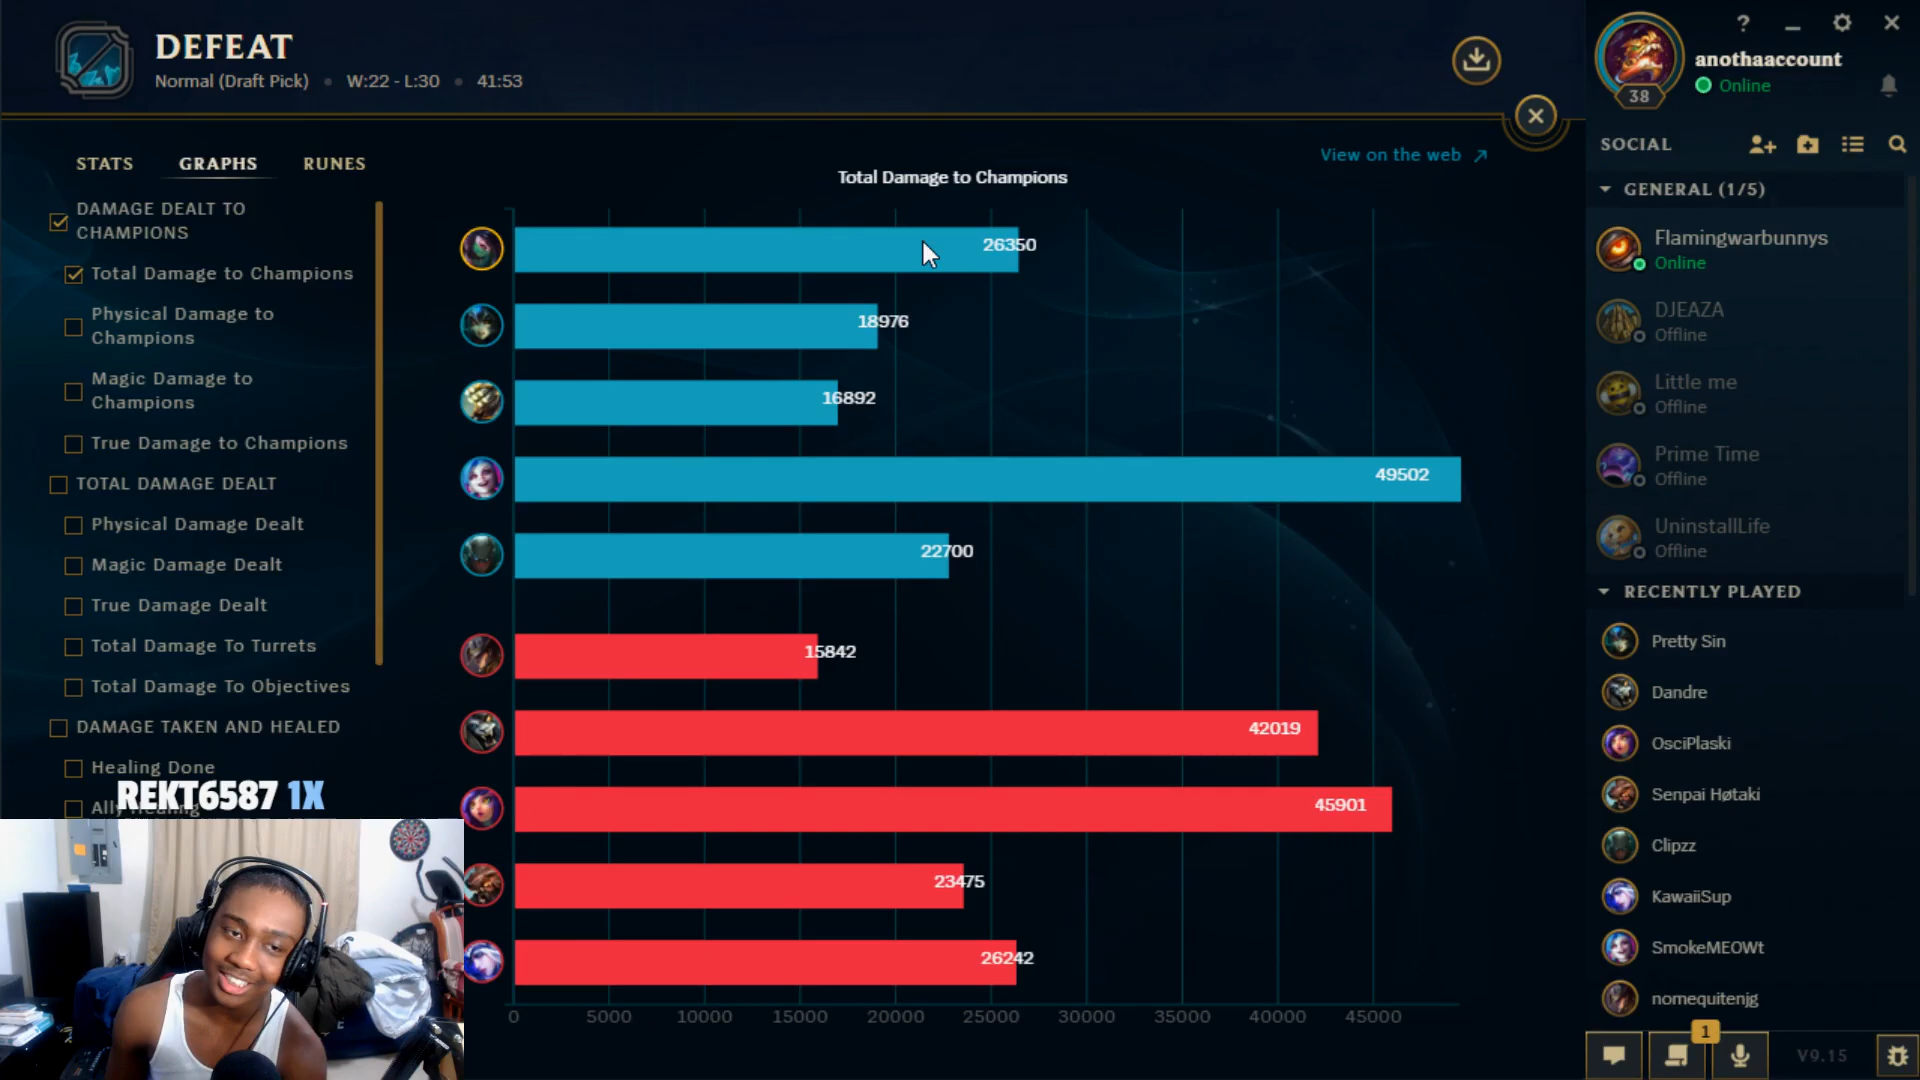 DEFEAT
Normal (Draft Pick) • W:22 - L:30 • 41:53
STATS GRAPHS RUNES
View on the web
DAMAGE DEALT TO
CHAMPIONS
Total Damage to Champions
Physical Damage to
Champions
Magic Damage to
Champions
True Damage to Champions
TOTAL DAMAGE DEALT
Physical Damage Dealt
Magic Damage Dealt
True Damage Dealt
Total Damage To Turrets
Total Damage To Objectives
DAMAGE TAKEN AND HEALED
Healing Done
Ally Healing
REKT6587 1X
Total Damage to Champions
26350
18976
16892
49502
22700
15842
42019
45901
23475
26242
0 5000 10000 15000 20000 25000 30000 35000 40000 45000
?
anothaaccount
Online
38
SOCIAL
GENERAL (1/5)
Flamingwarbunnys
Online
DJEAZA
Offline
Little me
Offline
Prime Time
Offline
UninstallLife
Offline
RECENTLY PLAYED
Pretty Sin
Dandre
OsciPlaski
Senpai Høtaki
Clipzz
KawaiiSup
SmokeMEOWt
nomequitenjg
1
V9.15